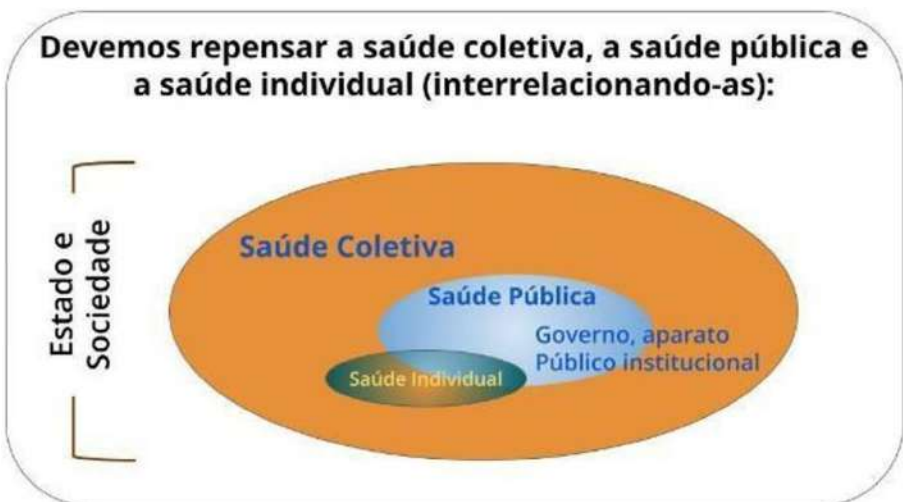 Devemos repensar a saúde coletiva, a saúde pública e
a saúde individual (interrelacionando-as):
Estado e
Sociedade
Saúde Coletiva
Saúde Pública
Governo, aparato
Público institucional
Saúde Individual